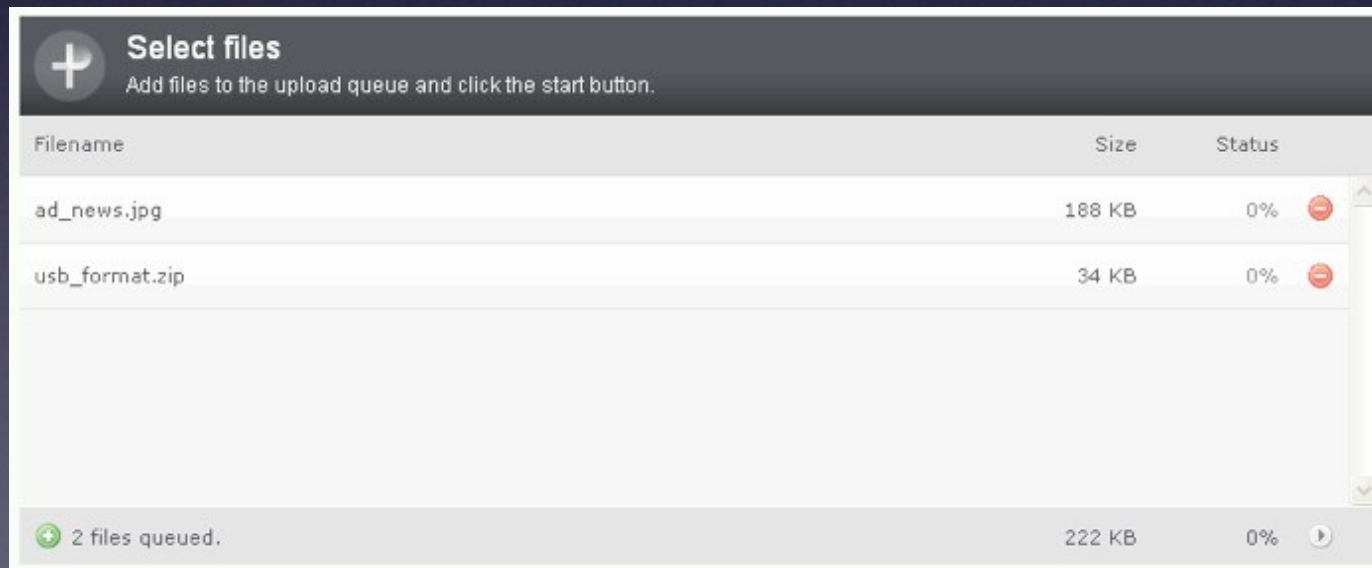 Select files
Add files to the upload queue and click the start button.
Filename Size Status
ad_news.jpg 188 KB 0%
usb_format.zip 34 KB 0%
2 files queued. 222 KB 0%